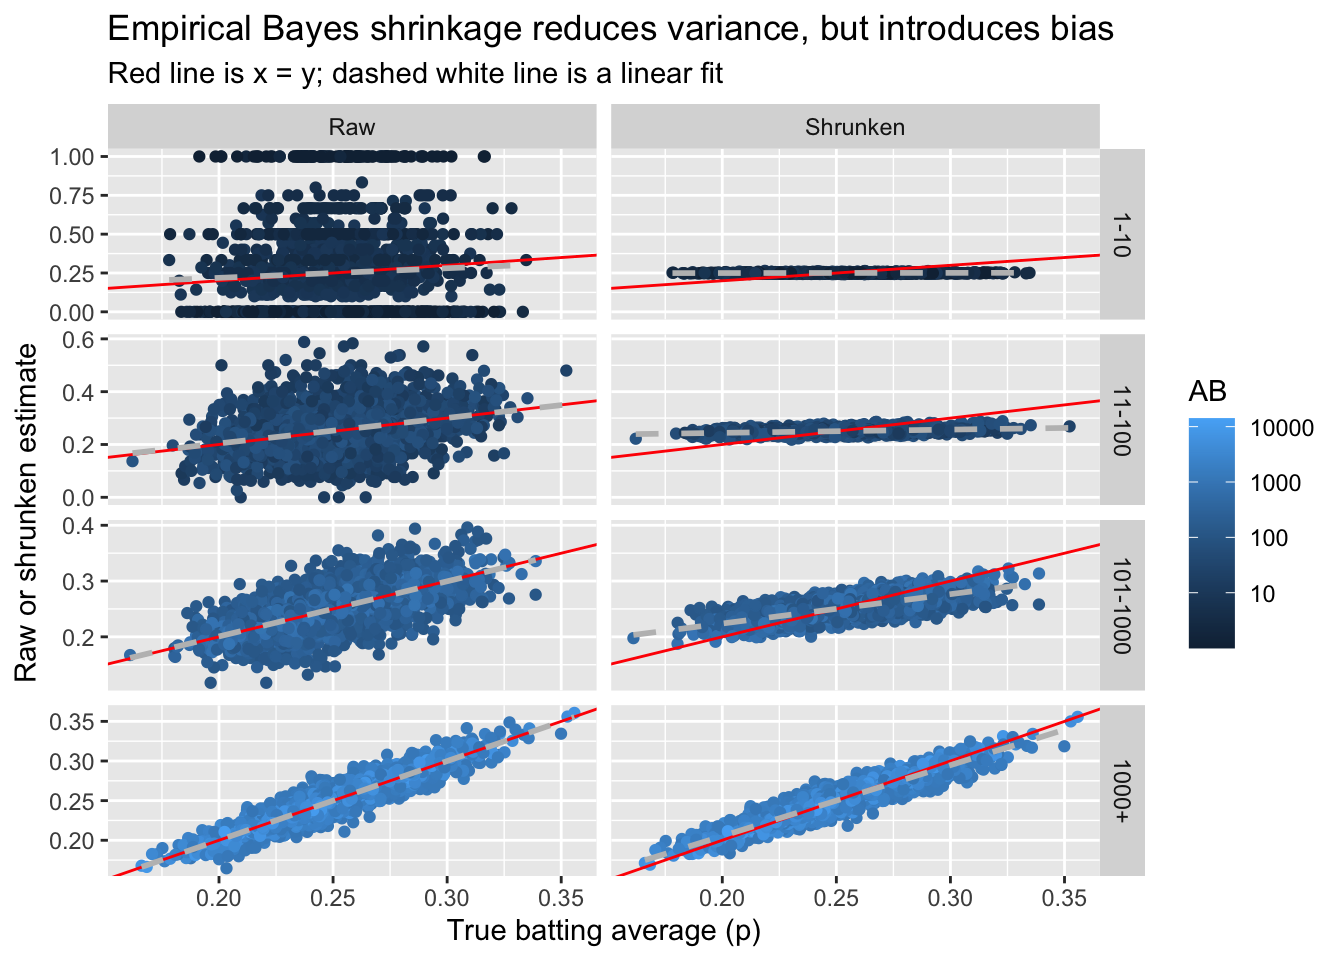 Empirical Bayes shrinkage reduces variance, but introduces bias
Red line is x = y; dashed white line is a linear fit
Raw
Shrunken
1.00
0.75
0.50
0.25
0.00
1-10
0.6
0.4
0.2
0.0
11-100
0.4
0.3
0.2
101-1000
0.35
0.30
0.25
0.20
1000+
0.20 0.25 0.30 0.35
0.20 0.25 0.30 0.35
True batting average (p)
Raw or shrunken estimate
AB
10000
1000
100
10